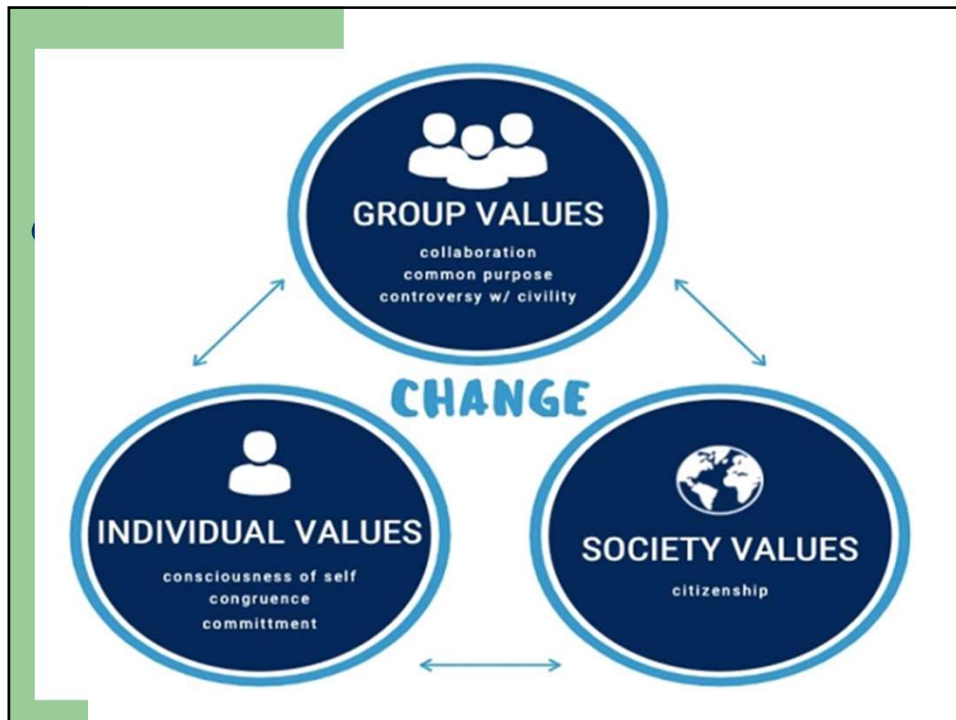 GROUP VALUES
collaboration
common purpose
controversy w/ civility
CHANGE
INDIVIDUAL VALUES
consciousness of self
congruence
committment
SOCIETY VALUES
citizenship